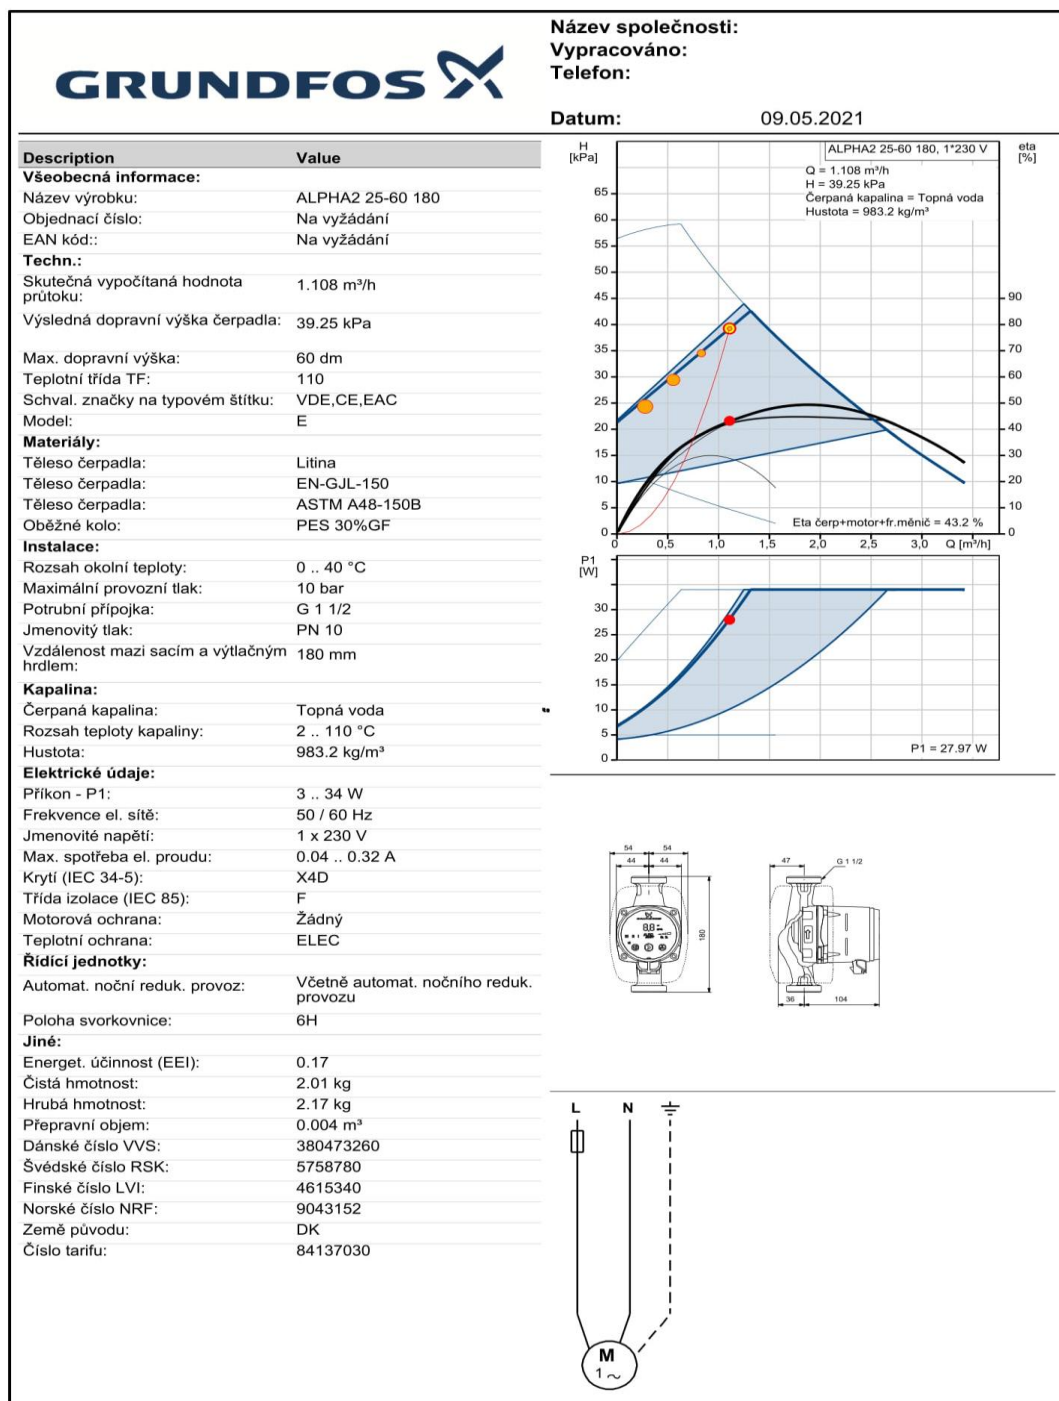 GRUNDFOS
Název společnosti:
Vypracováno:
Telefon:
Datum: 09.05.2021
Description Value
Všeobecná informace:
Název výrobku: ALPHA2 25-60 180
Objednací číslo: Na vyžádání
EAN kód:: Na vyžádání
Techn.:
Skutečná vypočítaná hodnota
průtoku: 1.108 m³/h
Výsledná dopravní výška čerpadla: 39.25 kPa
Max. dopravní výška: 60 dm
Teplotní třída TF: 110
Schval. značky na typovém štítku: VDE,CE,EAC
Model: E
Materiály:
Těleso čerpadla: Litina
Těleso čerpadla: EN-GJL-150
Těleso čerpadla: ASTM A48-150B
Oběžné kolo: PES 30%GF
Instalace:
Rozsah okolní teploty: 0 .. 40 °C
Maximální provozní tlak: 10 bar
Potrubní přípojka: G 1 1/2
Jmenovitý tlak: PN 10
Vzdálenost mazi sacím a výtlačným
hrdlem: 180 mm
Kapalina:
Čerpaná kapalina: Topná voda
Rozsah teploty kapaliny: 2 .. 110 °C
Hustota: 983.2 kg/m³
Elektrické údaje:
Příkon - P1: 3 .. 34 W
Frekvence el. sítě: 50 / 60 Hz
Jmenovité napětí: 1 x 230 V
Max. spotřeba el. proudu: 0.04 .. 0.32 A
Krytí (IEC 34-5): X4D
Třída izolace (IEC 85): F
Motorová ochrana: Žádný
Teplotní ochrana: ELEC
Řídící jednotky:
Automat. noční reduk. provoz: Včetně automat. nočního reduk.
provozu
Poloha svorkovnice: 6H
Jiné:
Energet. účinnost (EEI): 0.17
Čistá hmotnost: 2.01 kg
Hrubá hmotnost: 2.17 kg
Přepravní objem: 0.004 m³
Dánské číslo VVS: 380473260
Švédské číslo RSK: 5758780
Finské číslo LVI: 4615340
Norské číslo NRF: 9043152
Země původu: DK
Číslo tarifu: 84137030
H
[kPa]
ALPHA2 25-60 180, 1*230 V
eta
[%]
Q = 1.108 m³/h
H = 39.25 kPa
Čerpaná kapalina = Topná voda
Hustota = 983.2 kg/m³
65
60
55
50
45 90
40 80
35 70
30 60
25 50
20 40
15 30
10 20
5 10
0 0
Eta čerp+motor+fr.měnič = 43.2 %
0 0,5 1,0 1,5 2,0 2,5 3,0 Q [m³/h]
P1
[W]
30
25
20
15
10
5
0
P1 = 27.97 W
54 54
44 44
180
47 G 1 1/2
36 104
L N
M
1 ~